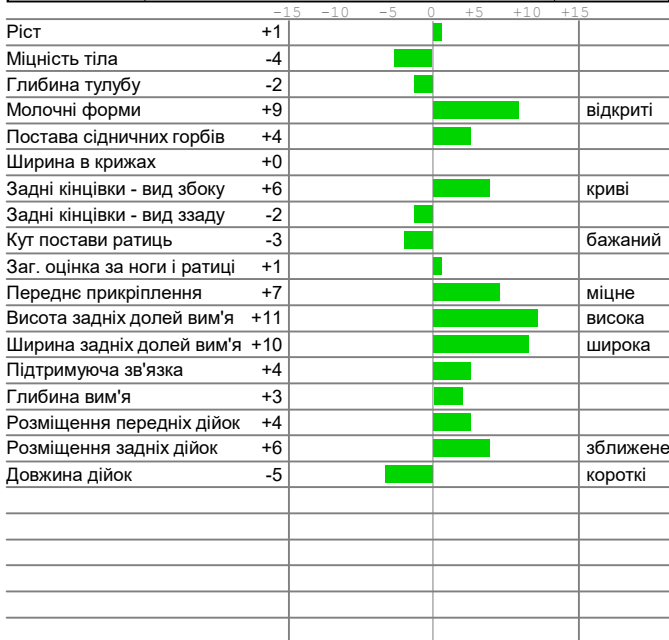 -15 -10 -5 0 +5 +10 +15
Ріст +1
Міцність тіла -4
Глибина тулубу -2
Молочні форми +9 відкриті
Постава сідничних горбів +4
Ширина в крижах +0
Задні кінцівки - вид збоку +6 криві
Задні кінцівки - вид ззаду -2
Кут постави ратиць -3 бажаний
Заг. оцінка за ноги і ратиці +1
Переднє прикріплення +7 міцне
Висота задніх долей вим'я +11 висока
Ширина задніх долей вим'я +10 широка
Підтримуюча зв'язка +4
Глибина вим'я +3
Розміщення передніх дійок +4
Розміщення задніх дійок +6 зближене
Довжина дійок -5 короткі